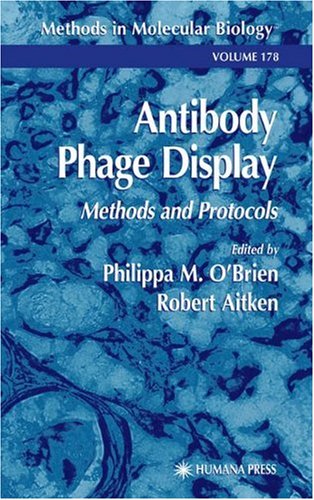 Methods in Molecular Biology™
VOLUME 178
Antibody
Phage Display
Methods and Protocols
Edited by
Philippa M. O'Brien
Robert Aitken
HUMANA PRESS